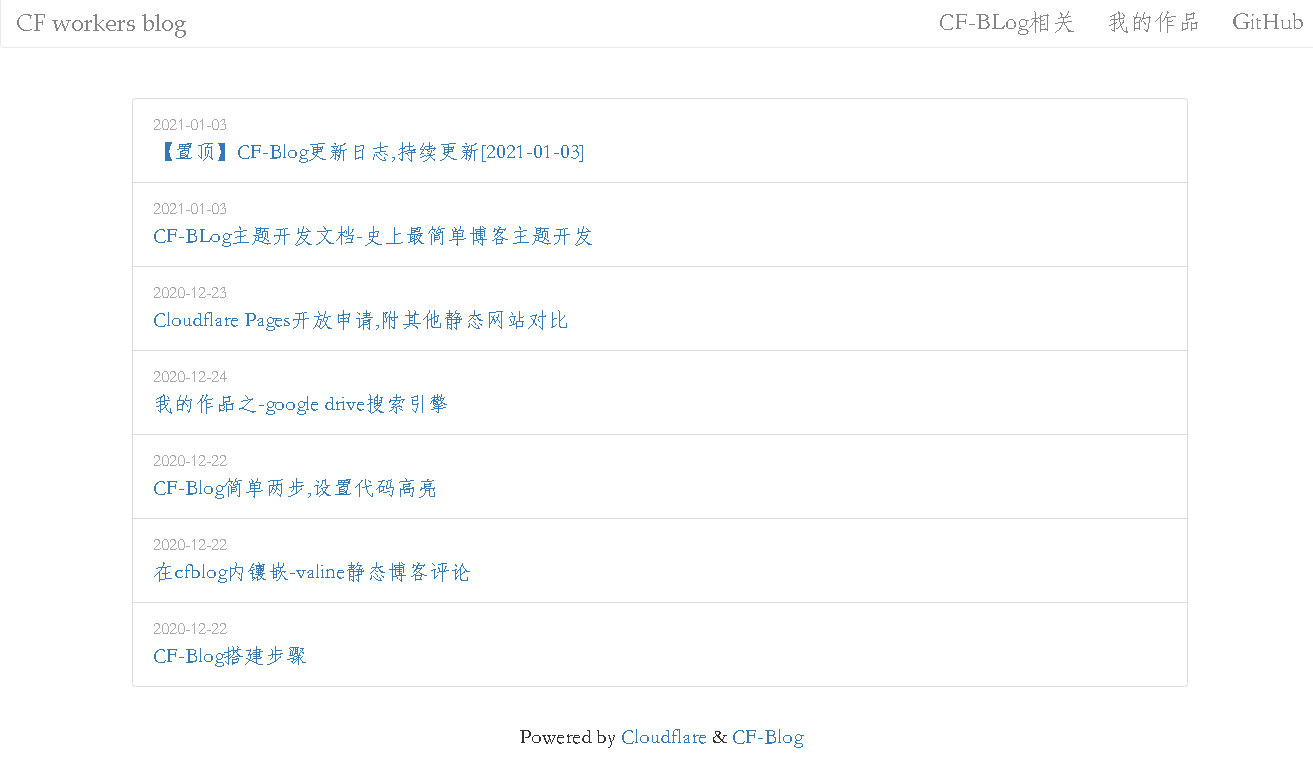 CF workers blog CF-BLog相关 我的作品 GitHub
2021-01-03
【置顶】CF-Blog更新日志,持续更新[2021-01-03]
2021-01-03
CF-BLog主题开发文档-史上最简单博客主题开发
2020-12-23
Cloudflare Pages开放申请,附其他静态网站对比
2020-12-24
我的作品之-google drive搜索引擎
2020-12-22
CF-Blog简单两步,设置代码高亮
2020-12-22
在cfblog内镶嵌-valine静态博客评论
2020-12-22
CF-Blog搭建步骤
Powered by Cloudflare & CF-Blog